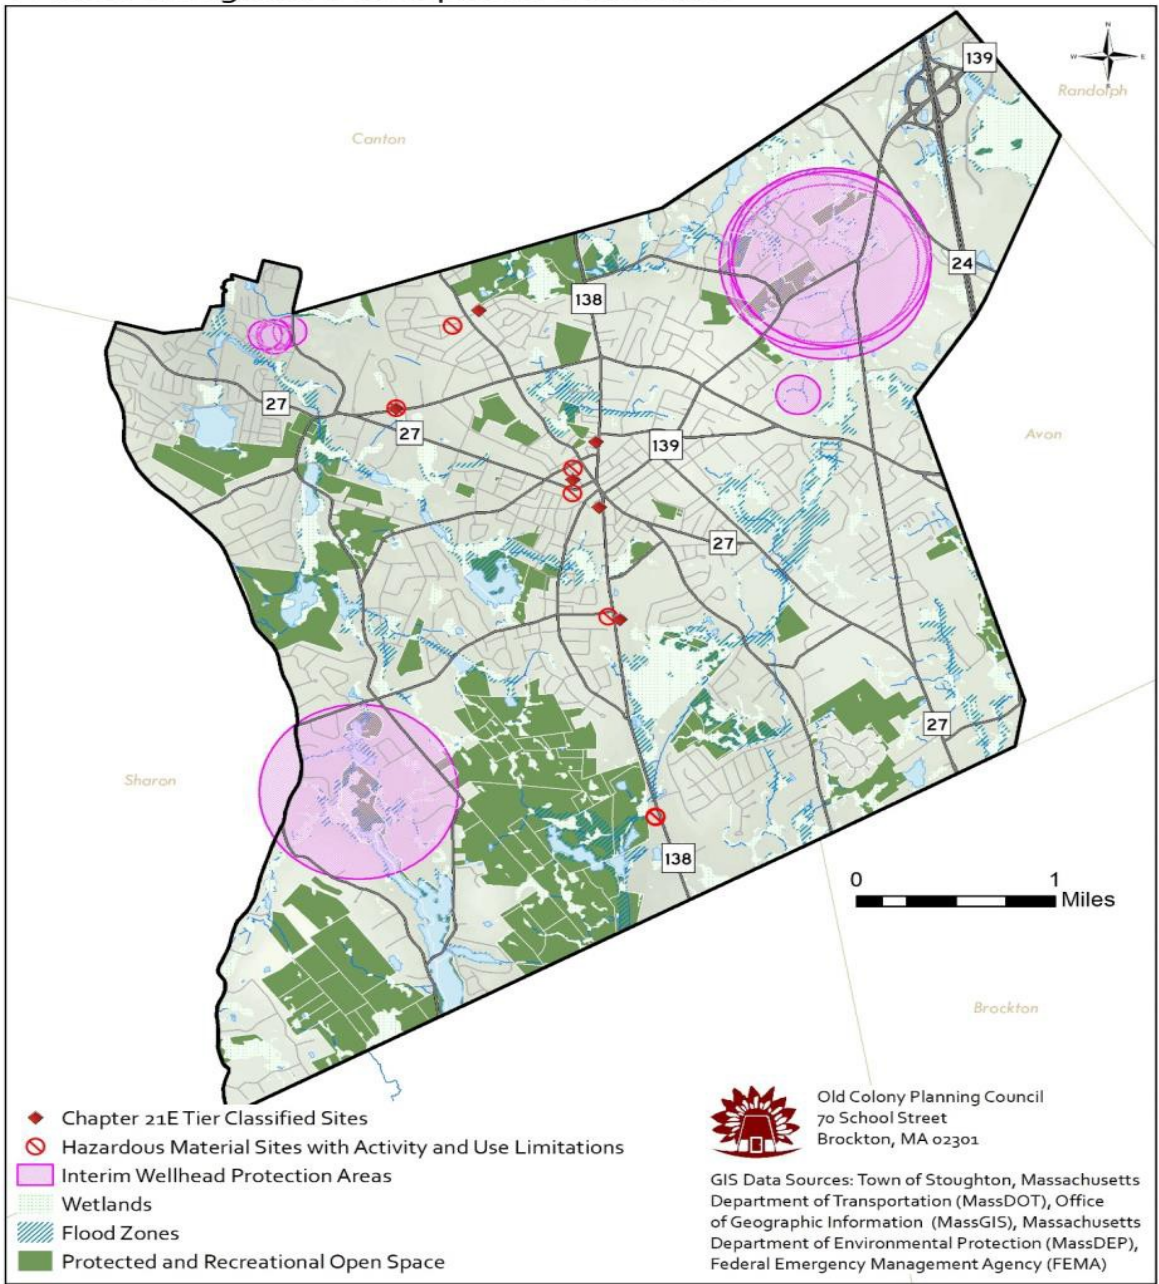 N
W
E
139
Randolph
Canton
24
138
27
27
139
Avon
27
27
Sharon
138
0
1
Miles
Brockton
Chapter 21E Tier Classified Sites
Hazardous Material Sites with Activity and Use Limitations
Interim Wellhead Protection Areas
Wetlands
Flood Zones
Protected and Recreational Open Space
Old Colony Planning Council
70 School Street
Brockton, MA 02301
GIS Data Sources: Town of Stoughton, Massachusetts
Department of Transportation (MassDOT), Office
of Geographic Information (MassGIS), Massachusetts
Department of Environmental Protection (MassDEP),
Federal Emergency Management Agency (FEMA)